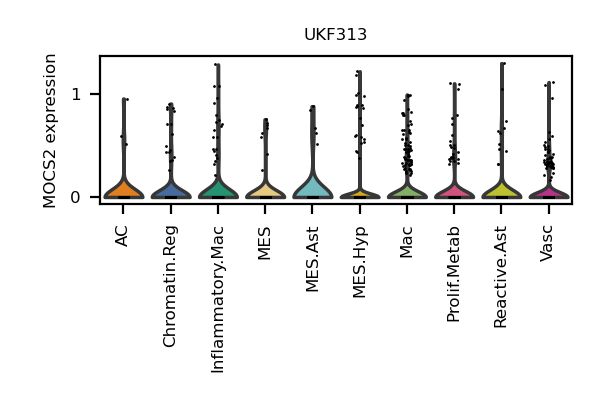 UKF313
MOCS2 expression
1
0
AC
Chromatin.Reg
Inflammatory.Mac
MES
MES.Ast
MES.Hyp
Mac
Prolif.Metab
Reactive.Ast
Vasc